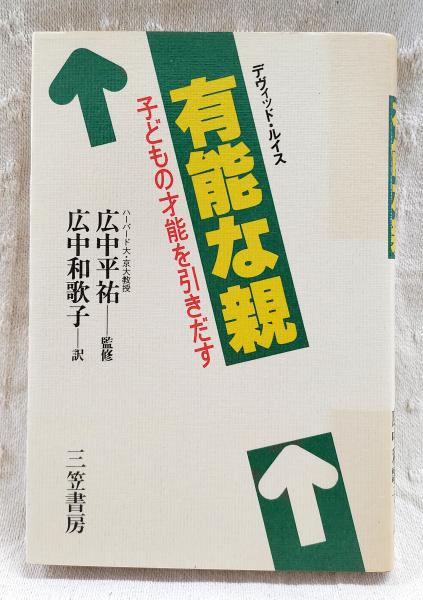 デヴィッド・ルイス
有能な親
子どもの才能を引きだす
ハーバード大・京大教授
広中平祐──監修
広中和歌子──訳
三笠書房